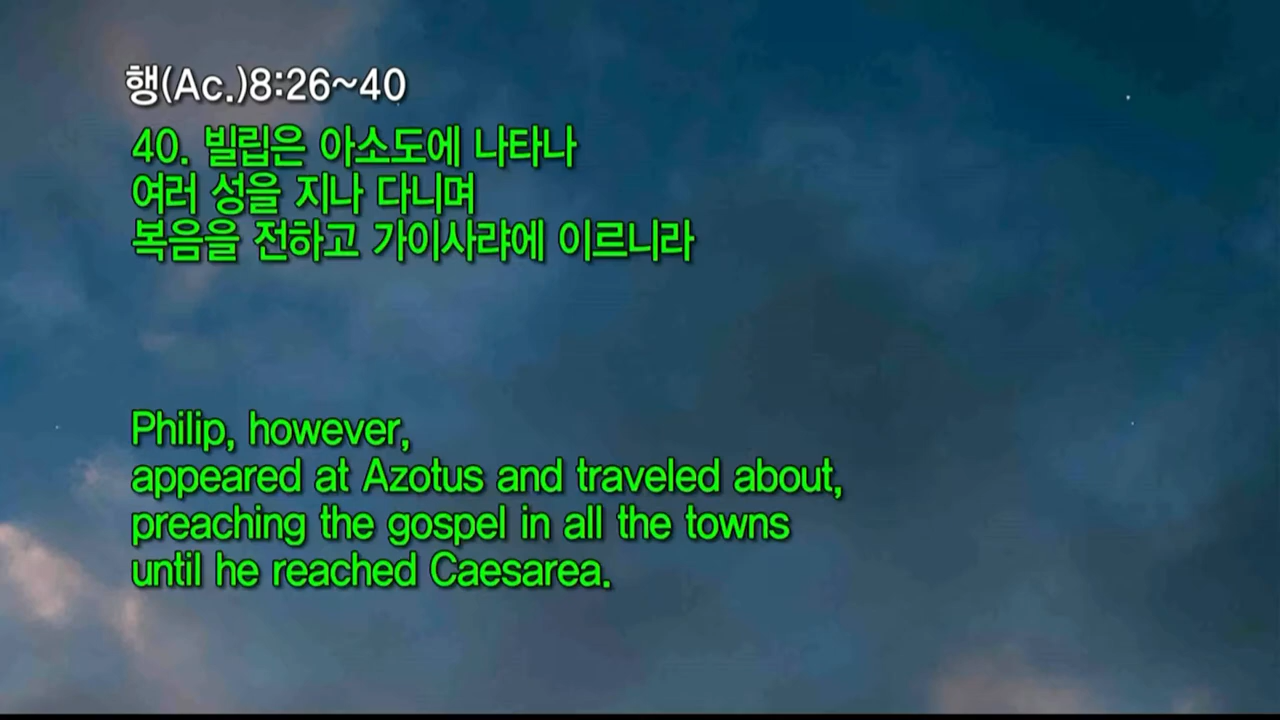 행(Ac.)8:26~40
40. 빌립은 아소도에 나타나
여러 성을 지나 다니며
복음을 전하고 가이사랴에 이르니라
Philip, however,
appeared at Azotus and traveled about,
preaching the gospel in all the towns
until he reached Caesarea.